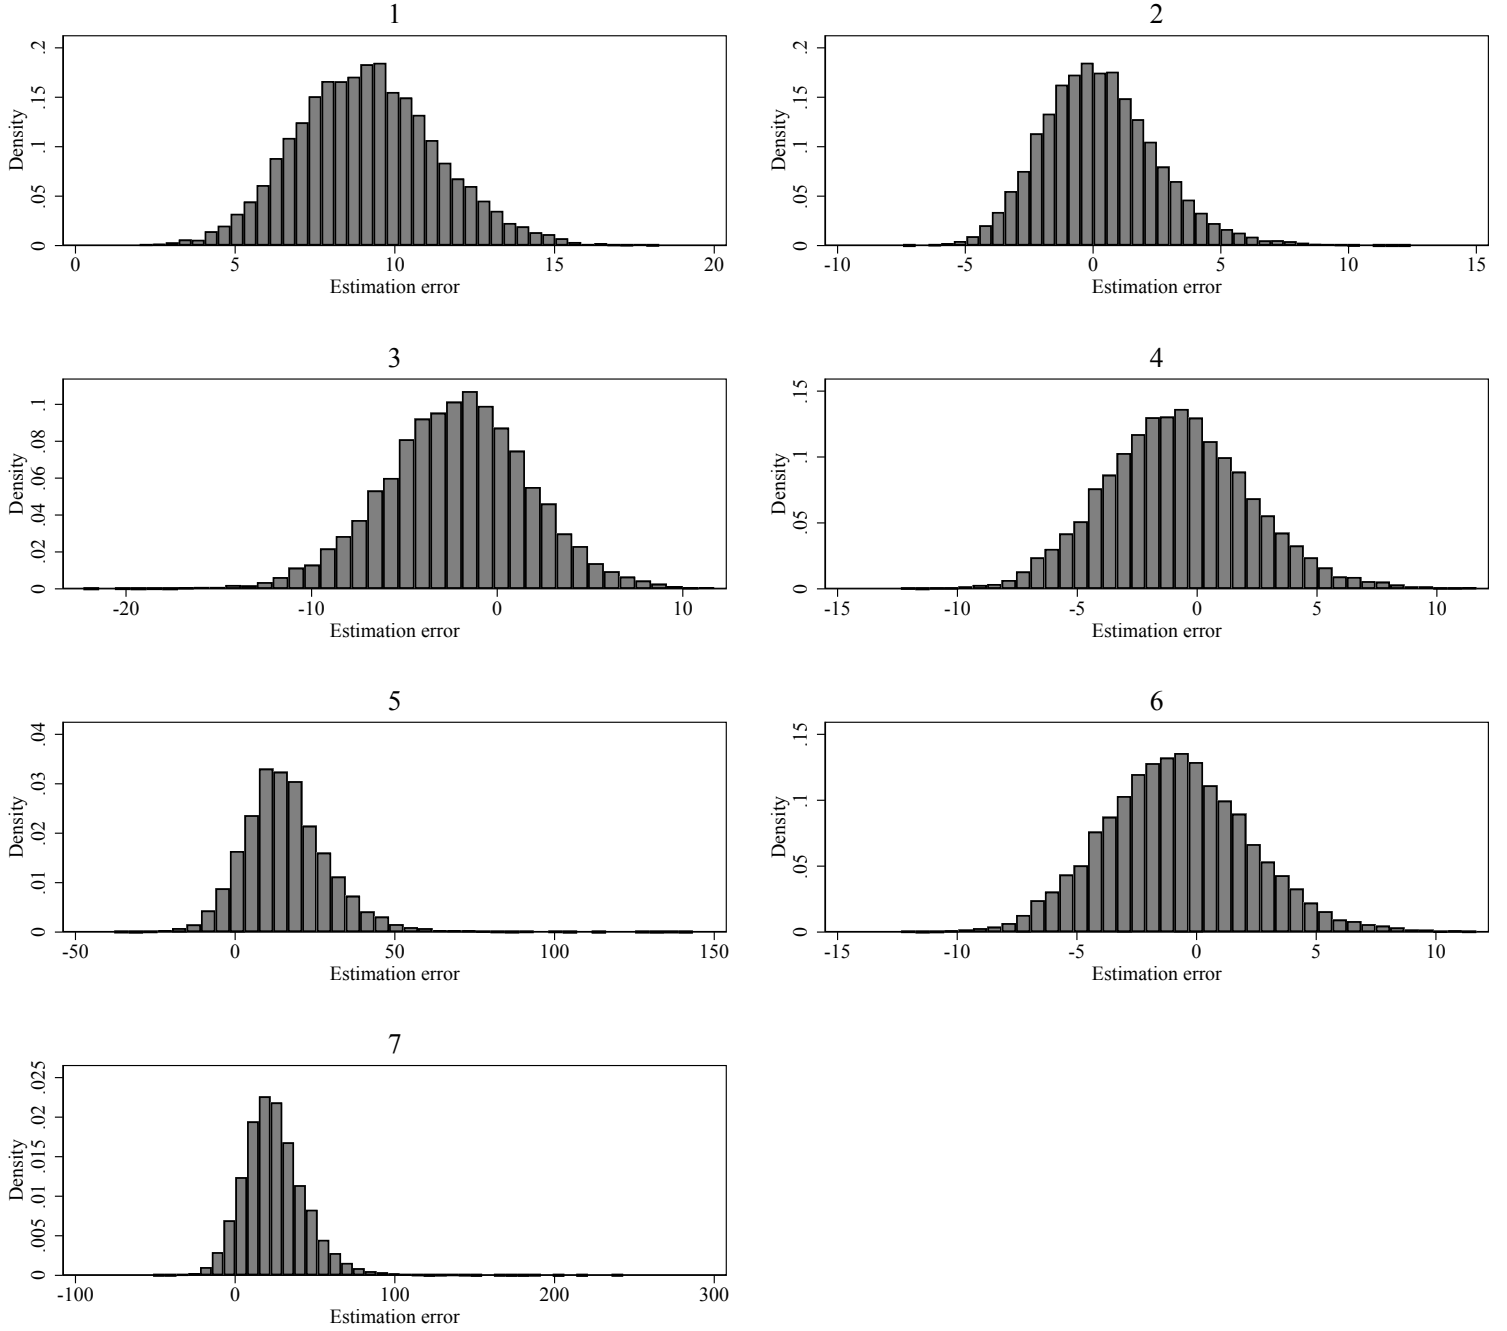 1
Density
0 .05 .1 .15 .2
0 5 10 15 20
Estimation error
2
Density
0 .05 .1 .15 .2
-10 -5 0 5 10 15
Estimation error
3
Density
0 .02 .04 .06 .08 .1
-20 -10 0 10
Estimation error
4
Density
0 .05 .1 .15
-15 -10 -5 0 5 10
Estimation error
5
Density
0 .01 .02 .03 .04
-50 0 50 100 150
Estimation error
6
Density
0 .05 .1 .15
-15 -10 -5 0 5 10
Estimation error
7
Density
0 .005 .01 .015 .02 .025
-100 0 100 200 300
Estimation error